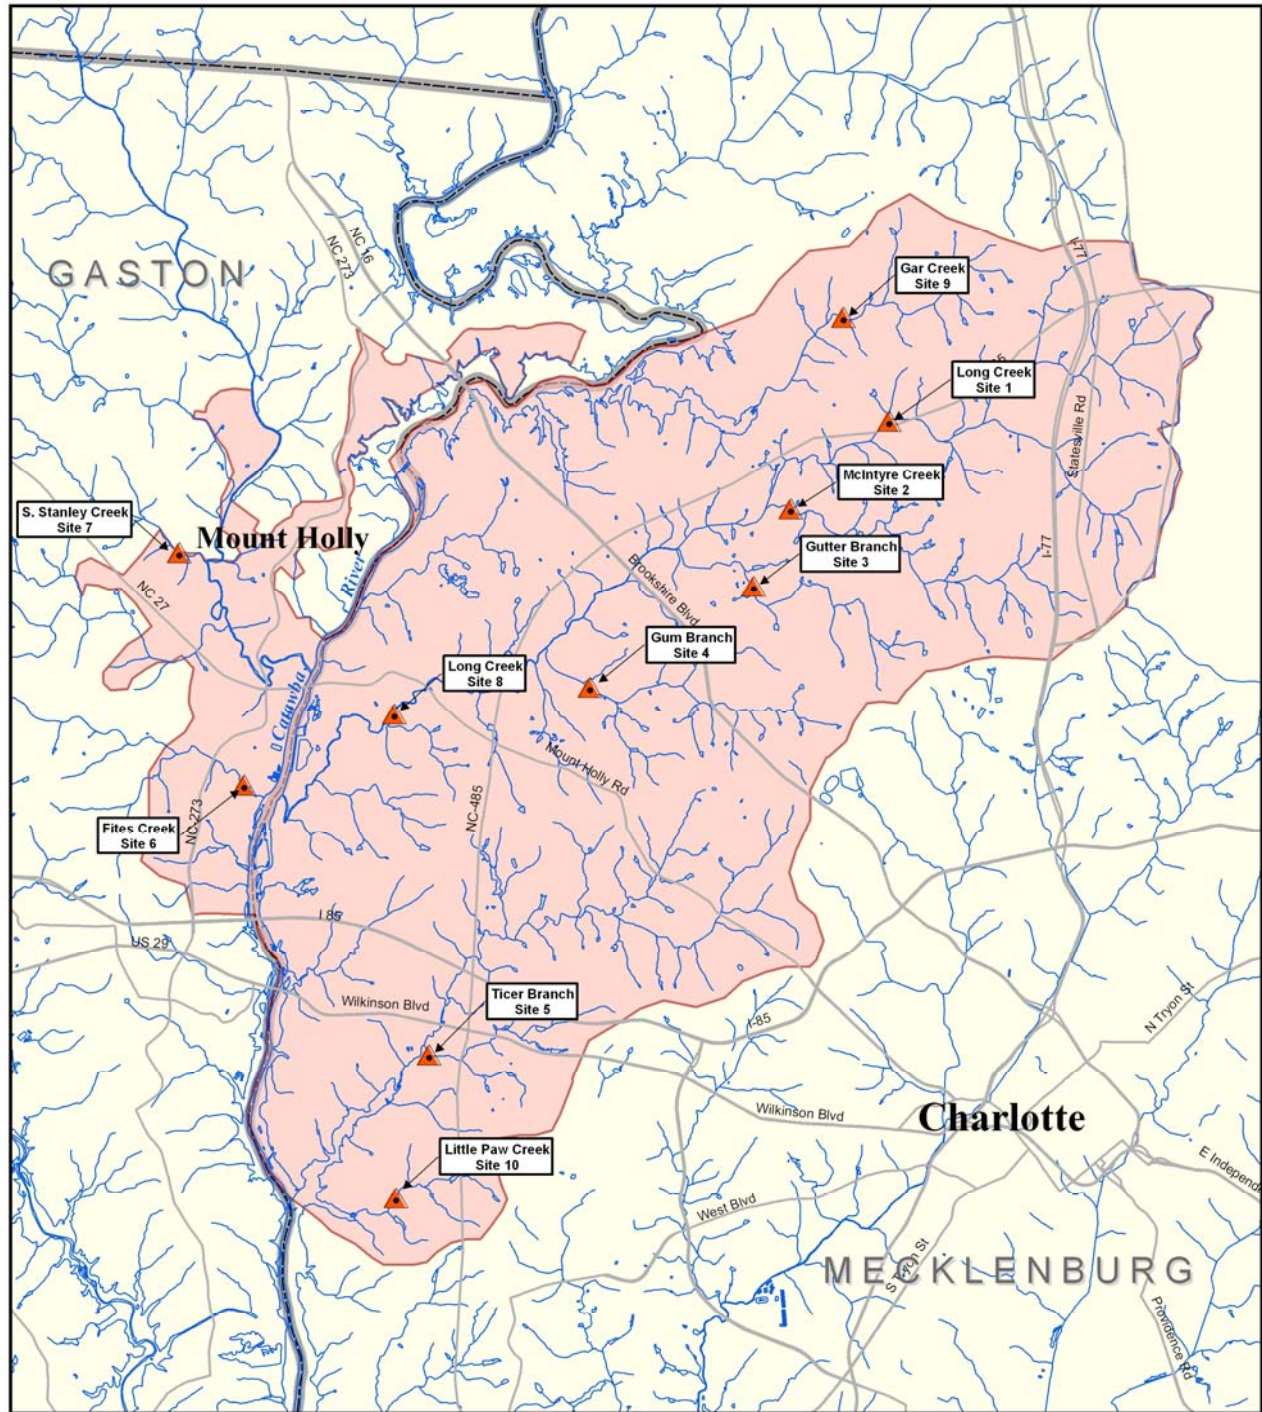 GASTON
NC 16
NC 273
I-77
Gar Creek
Site 9
Long Creek
Site 1
Statesville Rd
McIntyre Creek
Site 2
S. Stanley Creek
Site 7
Mount Holly
Gutter Branch
Site 3
I-77
River
NC 27
Brookshire Blvd
Gum Branch
Site 4
Long Creek
Site 8
Catawba
Mount Holly Rd
NC-485
NC-273
Fites Creek
Site 6
I 85
US 29
Ticer Branch
Site 5
Wilkinson Blvd
I-85
N Tryon St
Wilkinson Blvd
Charlotte
Little Paw Creek
Site 10
E Independ
West Blvd
S Tryon St
MECKLENBURG
Providence Rd